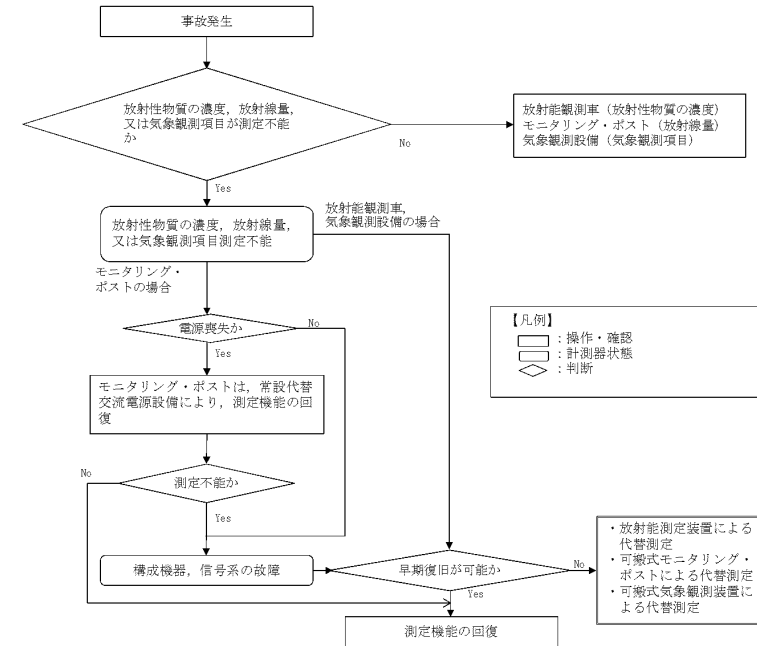 事故発生
放射性物質の濃度，放射線量，
又は気象観測項目が測定不能
か
No
放射能観測車（放射性物質の濃度）
モニタリング・ポスト（放射線量）
気象観測設備（気象観測項目）
Yes
放射性物質の濃度，放射線量，
又は気象観測項目測定不能
放射能観測車，
気象観測設備の場合
モニタリング・
ポストの場合
電源喪失か
No
Yes
【凡例】
：操作・確認
：計測器状態
：判断
モニタリング・ポストは，常設代替
交流電源設備により，測定機能の回
復
No
測定不能か
Yes
構成機器，信号系の故障
早期復旧が可能か
No
Yes
・放射能測定装置による
代替測定
・可搬式モニタリング・
ポストによる代替測定
・可搬式気象観測装置に
よる代替測定
測定機能の回復